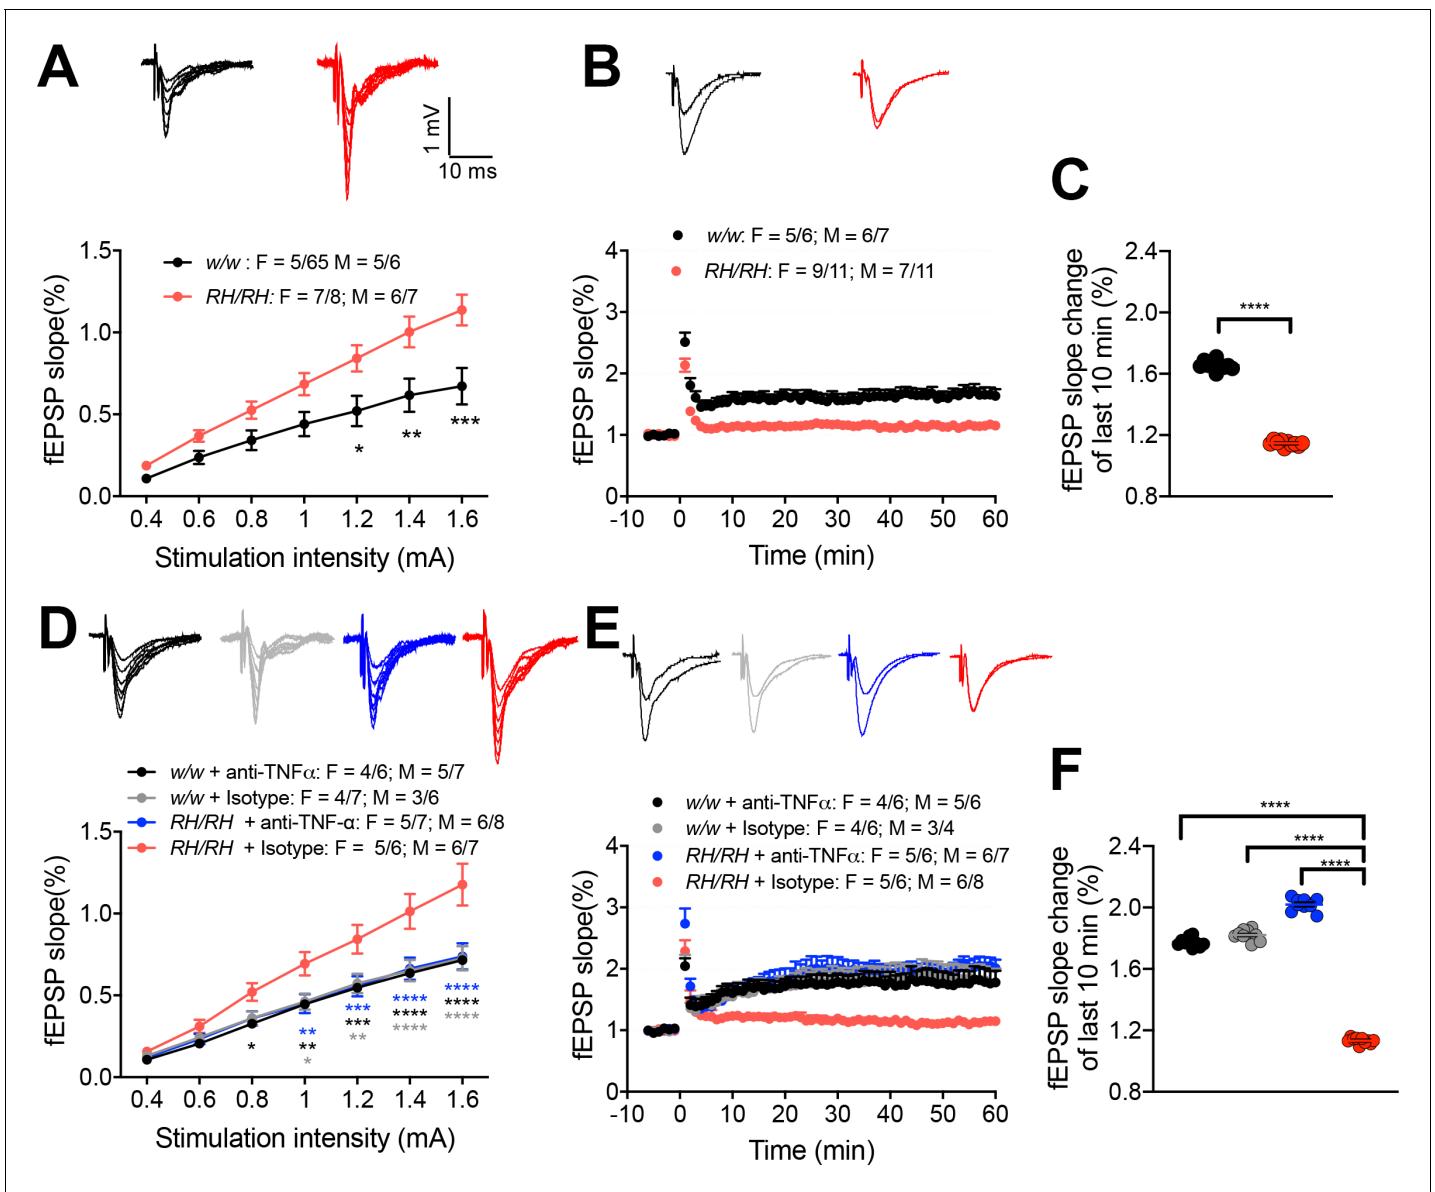 A
1 mV
10 ms
fEPSP slope(%)
1.5
1.0
0.5
0.0
w/w : F = 5/65 M = 5/6
RH/RH: F = 7/8; M = 6/7
*
**
***
0.4 0.6 0.8 1 1.2 1.4 1.6
Stimulation intensity (mA)
B
w/w: F = 5/6; M = 6/7
RH/RH: F = 9/11; M = 7/11
fEPSP slope(%)
4
3
2
1
0
-10 0 10 20 30 40 50 60
Time (min)
C
fEPSP slope change
of last 10 min (%)
2.4
2.0
1.6
1.2
0.8
****
D
w/w + anti-TNFα: F = 4/6; M = 5/7
w/w + Isotype: F = 4/7; M = 3/6
RH/RH + anti-TNF-α: F = 5/7; M = 6/8
RH/RH + Isotype: F = 5/6; M = 6/7
fEPSP slope(%)
1.5
1.0
0.5
0.0
*
**
**
*
***
***
**
****
****
****
****
****
****
0.4 0.6 0.8 1 1.2 1.4 1.6
Stimulation intensity (mA)
E
w/w + anti-TNFα: F = 4/6; M = 5/6
w/w + Isotype: F = 4/6; M = 3/4
RH/RH + anti-TNFα: F = 5/6; M = 6/7
RH/RH + Isotype: F = 5/6; M = 6/8
fEPSP slope(%)
4
3
2
1
0
-10 0 10 20 30 40 50 60
Time (min)
F
fEPSP slope change
of last 10 min (%)
2.4
2.0
1.6
1.2
0.8
****
****
****